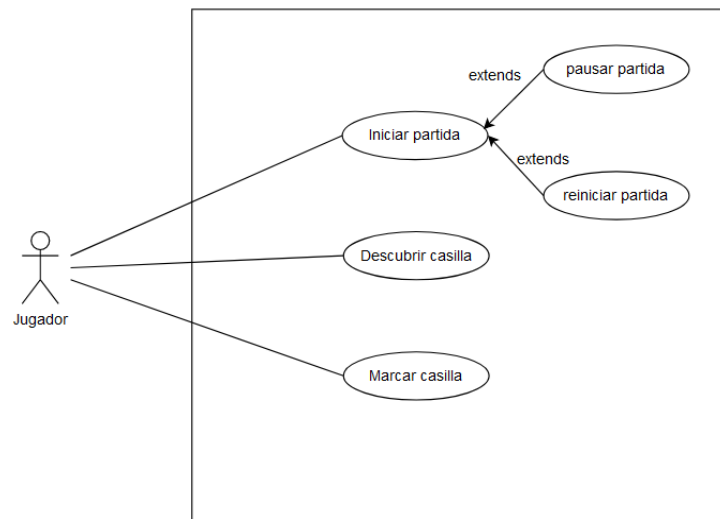 pausar partida
extends
Iniciar partida
extends
reiniciar partida
Descubrir casilla
Jugador
Marcar casilla